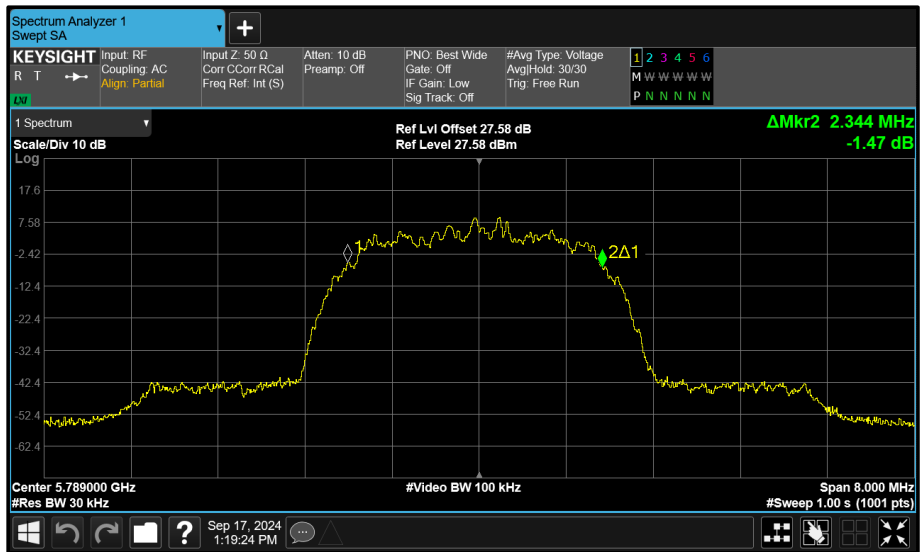 Spectrum Analyzer 1
Swept SA
+
KEYSIGHT
R T
LXI
Input: RF
Coupling: AC
Align: Partial
Input Z: 50 Ω
Corr CCorr RCal
Freq Ref: Int (S)
Atten: 10 dB
Preamp: Off
PNO: Best Wide
Gate: Off
IF Gain: Low
Sig Track: Off
#Avg Type: Voltage
Avg|Hold: 30/30
Trig: Free Run
1 2 3 4 5 6
M W W W W W
P N N N N N
1 Spectrum
Scale/Div 10 dB
Log
Ref Lvl Offset 27.58 dB
Ref Level 27.58 dBm
ΔMkr2 2.344 MHz
-1.47 dB
17.6
7.58
-2.42
-12.4
-22.4
-32.4
-42.4
-52.4
-62.4
1
2Δ1
Center 5.789000 GHz
#Res BW 30 kHz
#Video BW 100 kHz
Span 8.000 MHz
#Sweep 1.00 s (1001 pts)
?
Sep 17, 2024
1:19:24 PM